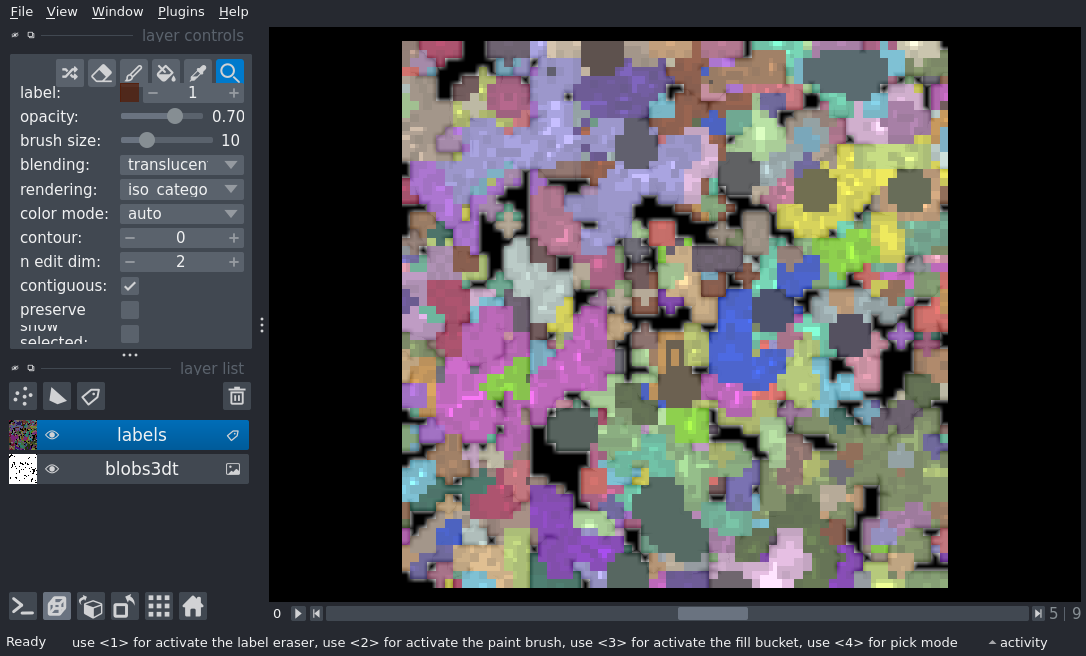 File View Window Plugins Help
layer controls
label: 1
opacity: 0.70
brush size: 10
blending: translucen
rendering: iso catego
color mode: auto
contour: 0
n edit dim: 2
contiguous:
preserve
show
selected:
layer list
labels
blobs3dt
0 5 | 9
Ready use <1> for activate the label eraser, use <2> for activate the paint brush, use <3> for activate the fill bucket, use <4> for pick mode activity